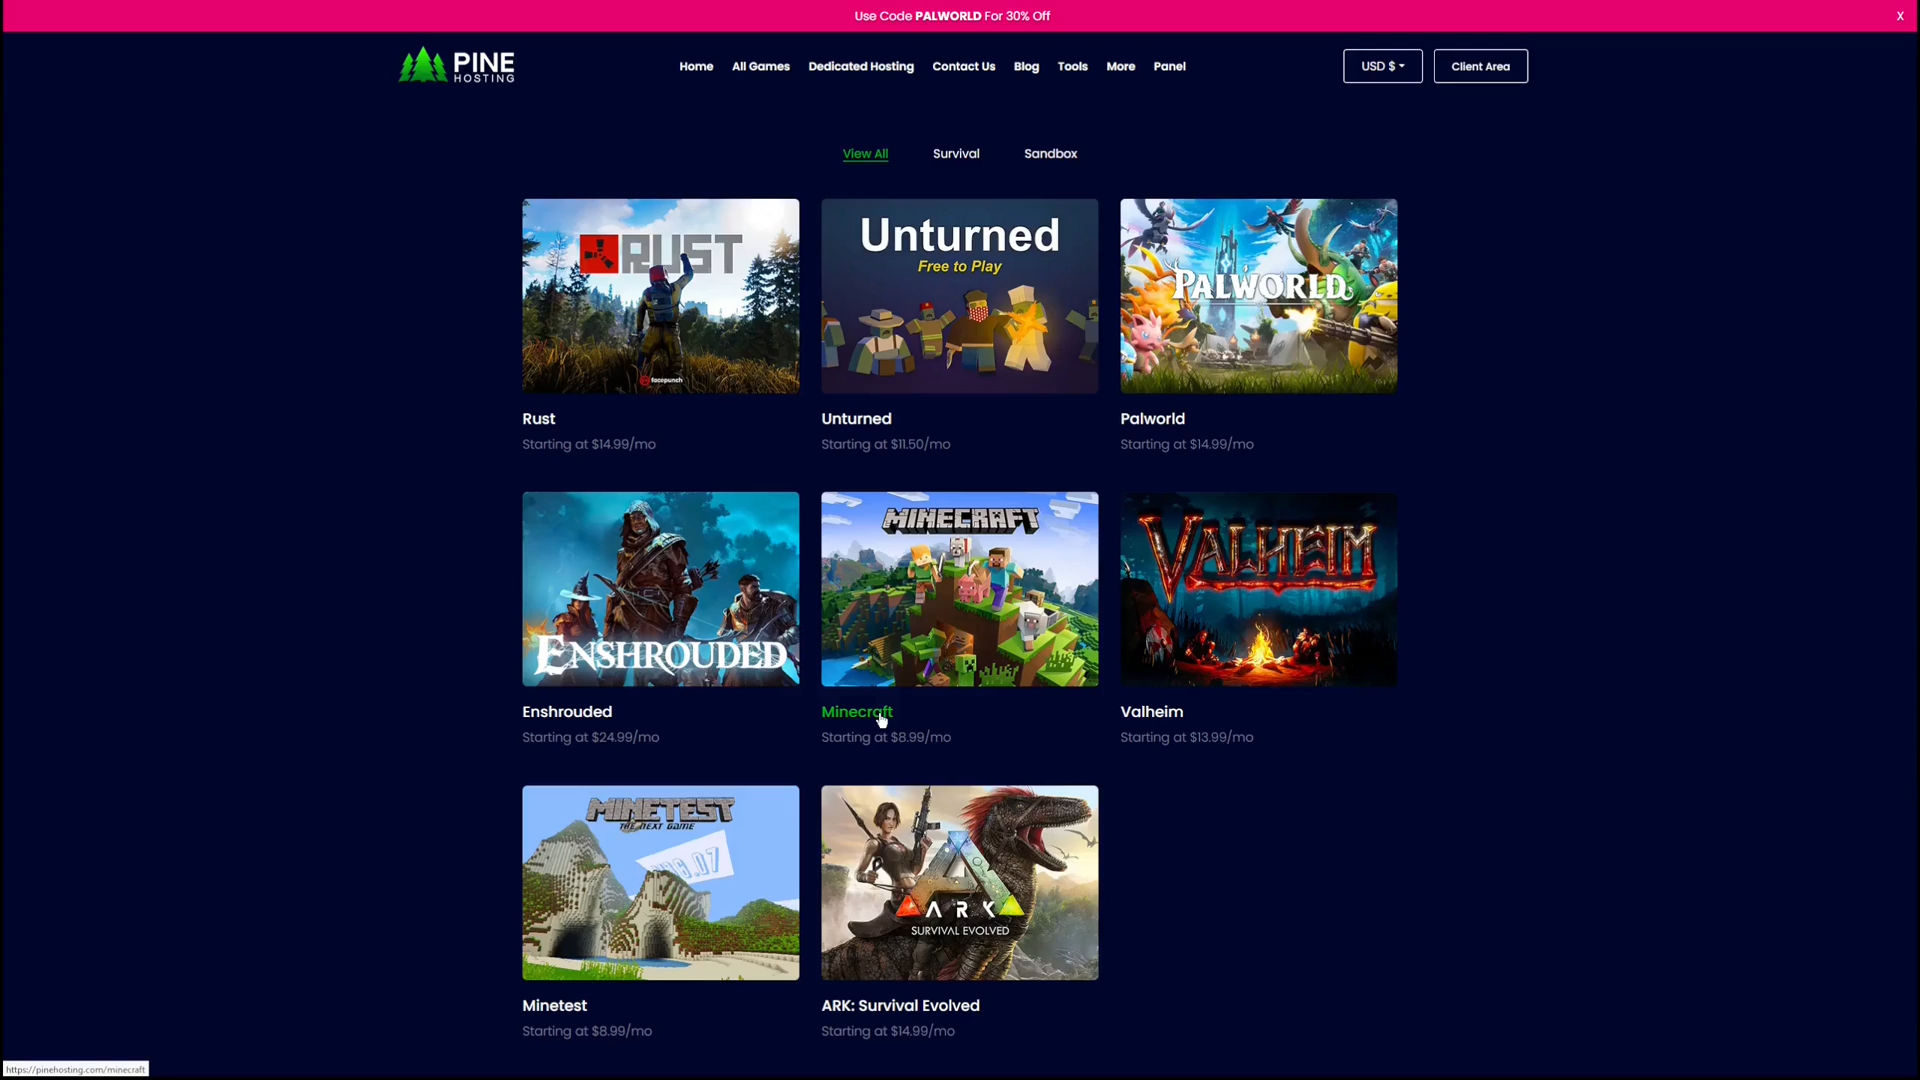 Use Code PALWORLD For 30% Off
X
PINE
HOSTING
Home
All Games
Dedicated Hosting
Contact Us
Blog
Tools
More
Panel
USD $
Client Area
View All
Survival
Sandbox
RUST
facepunch
Unturned
Free to Play
PALWORLD
Rust
Unturned
Palworld
Starting at $14.99/mo
Starting at $11.50/mo
Starting at $14.99/mo
ENSHROUDED
MINECRAFT
VALHEIM
Enshrouded
Minecraft
Valheim
Starting at $24.99/mo
Starting at $8.99/mo
Starting at $13.99/mo
MINETEST
THE NEXT GAME
ARK
SURVIVAL EVOLVED
Minetest
ARK: Survival Evolved
Starting at $8.99/mo
Starting at $14.99/mo
https://pinehosting.com/minecraft